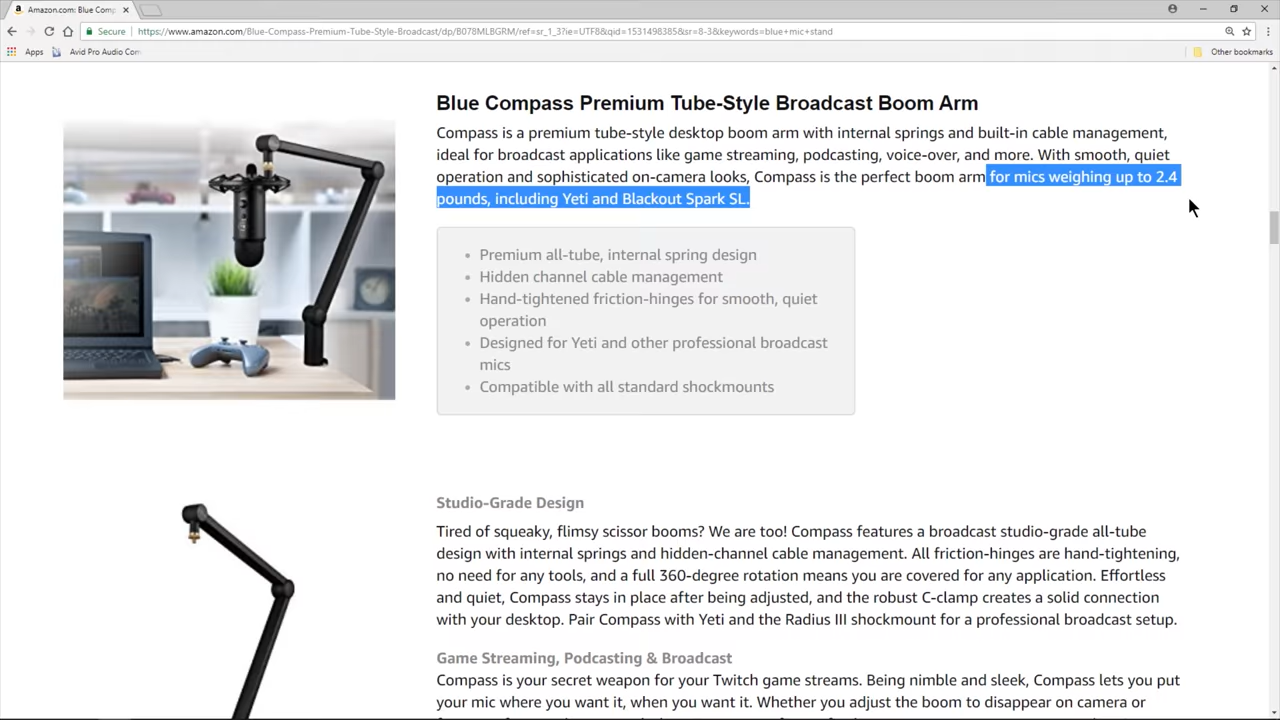 Amazon.com: Blue Comp
Secure
https://www.amazon.com/Blue-Compass-Premium-Tube-Style-Broadcast/dp/B078MLBGRM/ref=sr_1_3?ie=UTF8&qid=1531498385&sr=8-3&keywords=blue+mic+stand
Apps
Avid Pro Audio Com
Other bookmarks
Blue Compass Premium Tube-Style Broadcast Boom Arm
Compass is a premium tube-style desktop boom arm with internal springs and built-in cable management,
ideal for broadcast applications like game streaming, podcasting, voice-over, and more. With smooth, quiet
operation and sophisticated on-camera looks, Compass is the perfect boom arm for mics weighing up to 2.4
pounds, including Yeti and Blackout Spark SL.
• Premium all-tube, internal spring design
• Hidden channel cable management
• Hand-tightened friction-hinges for smooth, quiet
operation
• Designed for Yeti and other professional broadcast
mics
• Compatible with all standard shockmounts
Studio-Grade Design
Tired of squeaky, flimsy scissor booms? We are too! Compass features a broadcast studio-grade all-tube
design with internal springs and hidden-channel cable management. All friction-hinges are hand-tightening,
no need for any tools, and a full 360-degree rotation means you are covered for any application. Effortless
and quiet, Compass stays in place after being adjusted, and the robust C-clamp creates a solid connection
with your desktop. Pair Compass with Yeti and the Radius III shockmount for a professional broadcast setup.
Game Streaming, Podcasting & Broadcast
Compass is your secret weapon for your Twitch game streams. Being nimble and sleek, Compass lets you put
your mic where you want it, when you want it. Whether you adjust the boom to disappear on camera or